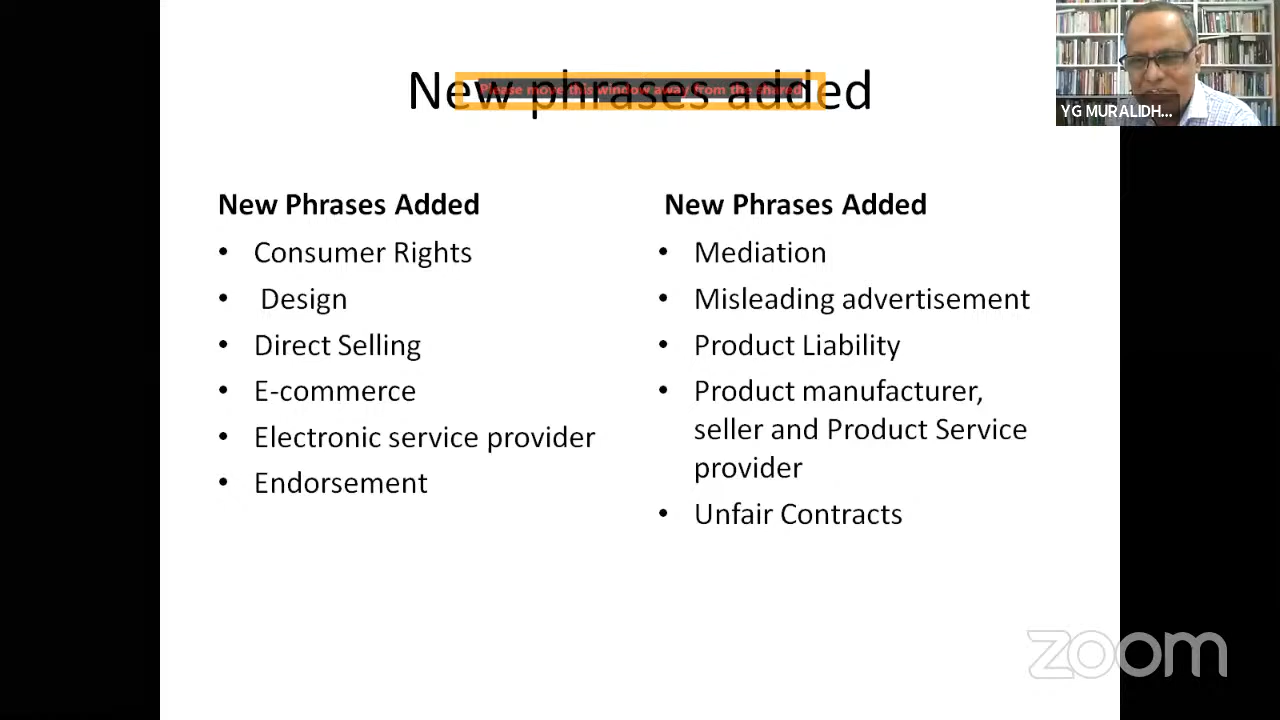 New phrases added
Please move this window away from the shared
YG MURALIDH...
New Phrases Added
• Consumer Rights
• Design
• Direct Selling
• E-commerce
• Electronic service provider
• Endorsement
New Phrases Added
• Mediation
• Misleading advertisement
• Product Liability
• Product manufacturer,
seller and Product Service
provider
• Unfair Contracts
zoom